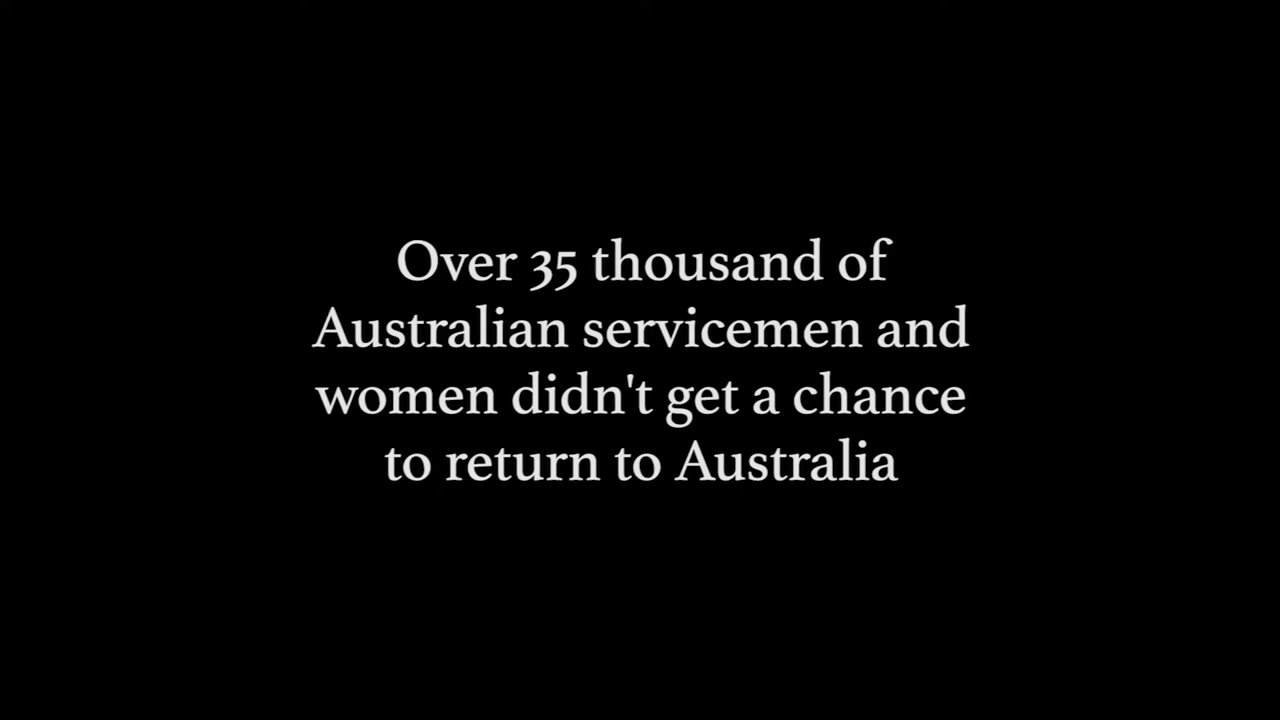 Over 35 thousand of
Australian servicemen and
women didn't get a chance
to return to Australia